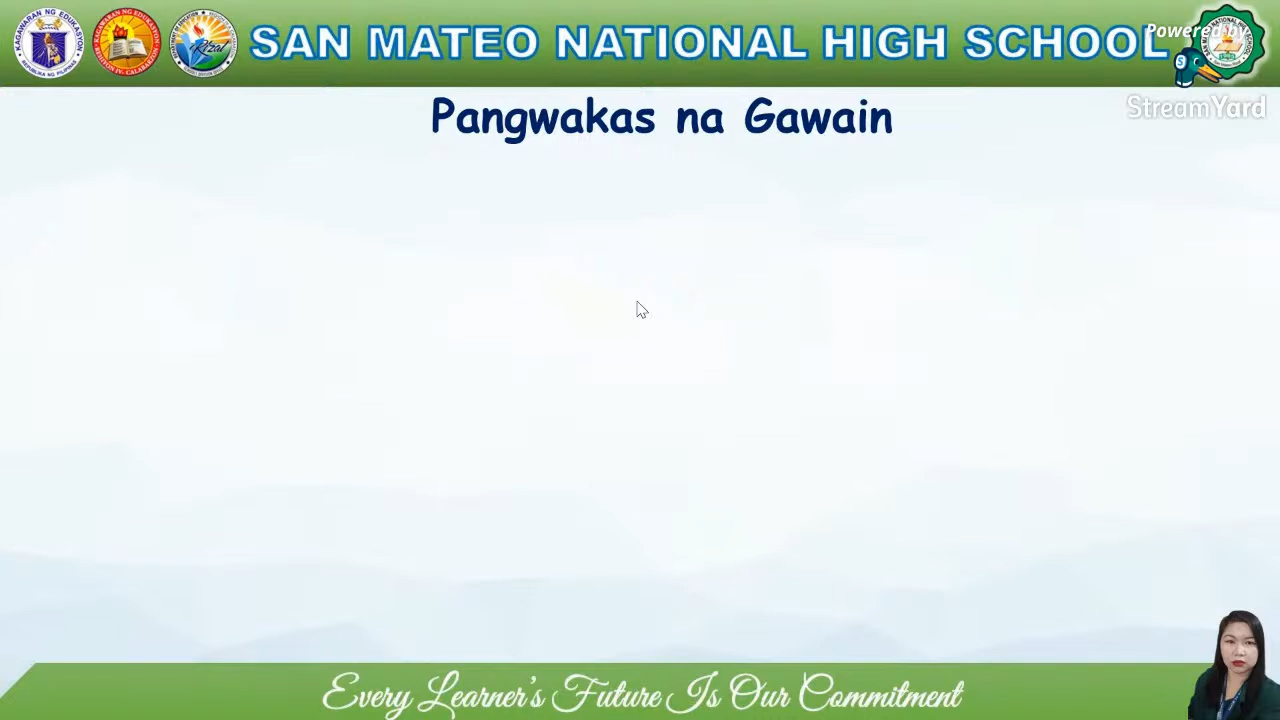 SAN MATEO NATIONAL HIGH SCHOOL
Powered by
StreamYard
Pangwakas na Gawain
Every Learner's Future Is Our Commitment